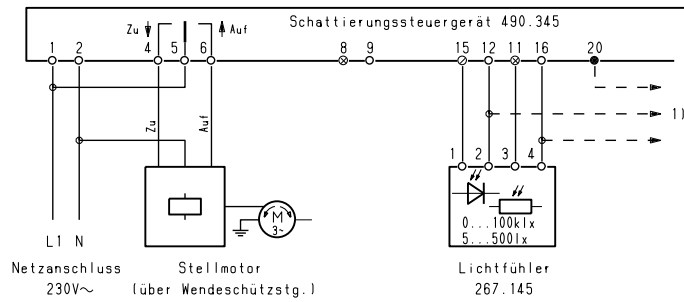 Schattierungssteuergerät 490.345
Zu Auf
1 2 4 5 6 8 9 15 12 11 16 20
1)
Zu Auf
1 2 3 4
M
3~
0...100klx
5...500lx
L1 N
Netzanschluss Stellmotor Lichtfühler
230V~ (über Wendeschützstg.) 267.145